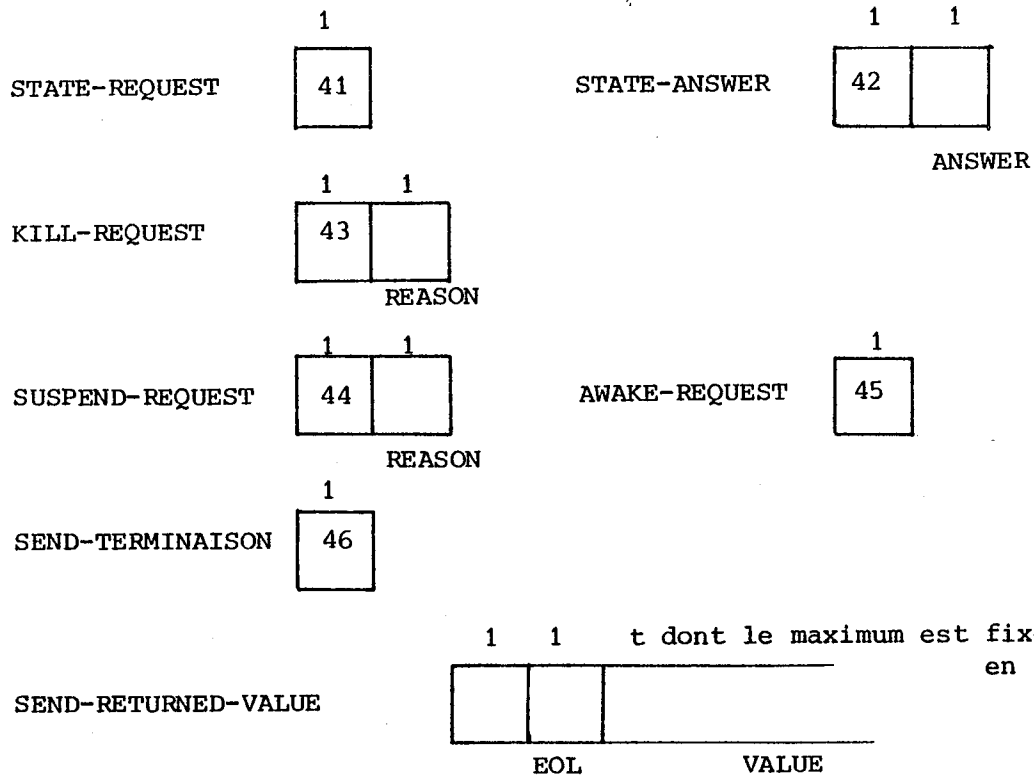 1 1 1
STATE-REQUEST 41 STATE-ANSWER 42
ANSWER
1 1
KILL-REQUEST 43
REASON
1 1 1
SUSPEND-REQUEST 44 AWAKE-REQUEST 45
REASON
1
SEND-TERMINAISON 46
1 1 t dont le maximum est fix
en
SEND-RETURNED-VALUE
EOL VALUE